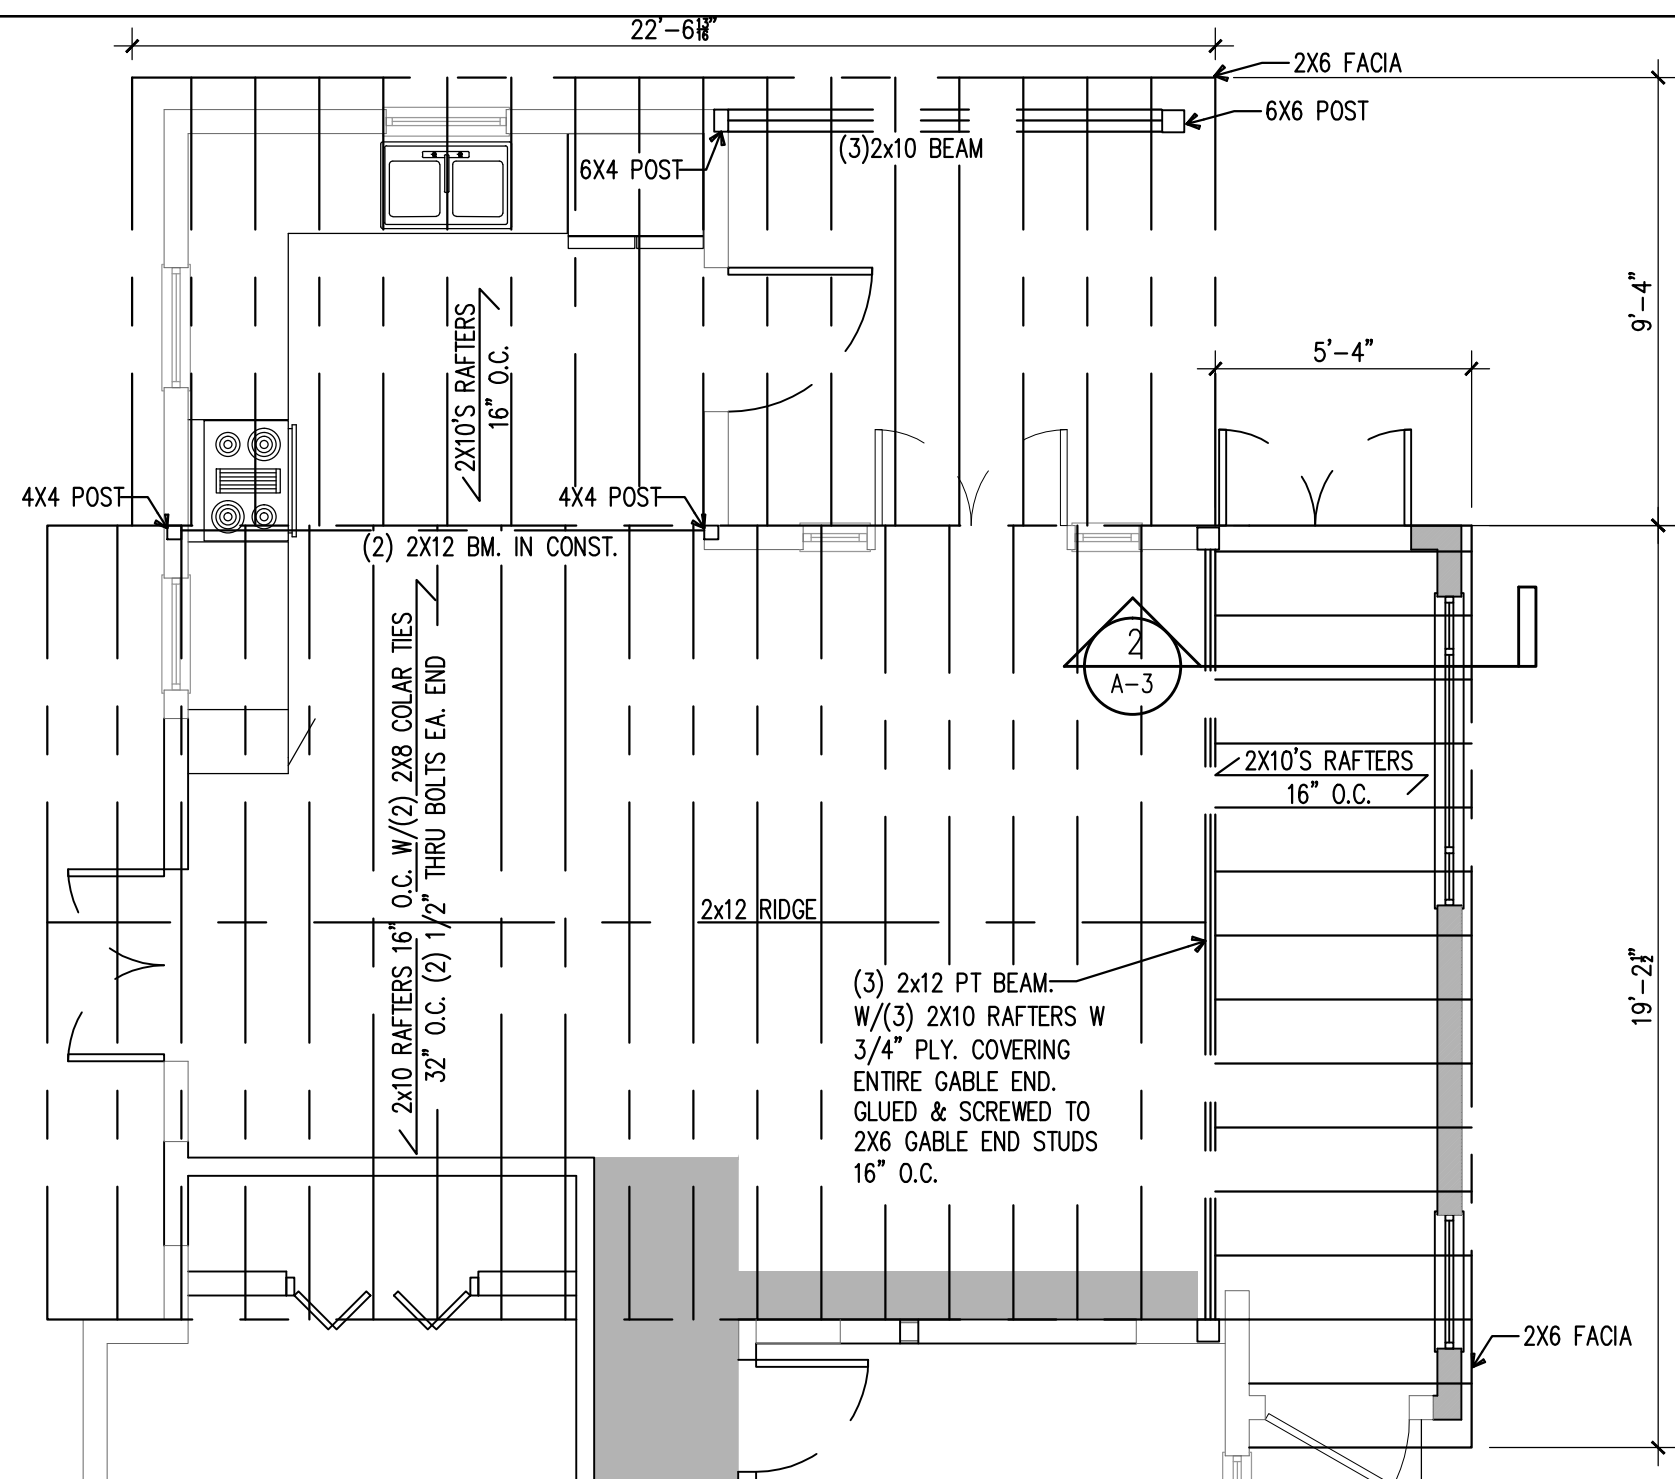 22'-6 13/16"
2X6 FACIA
6X6 POST
(3)2x10 BEAM
6X4 POST
9'-4"
5'-4"
2X10'S RAFTERS
16" O.C.
4X4 POST
4X4 POST
(2) 2X12 BM. IN CONST.
2
A-3
2X10'S RAFTERS
16" O.C.
2x10 RAFTERS 16" O.C. W/(2) 2X8 COLAR TIES
32" O.C. (2) 1/2" THRU BOLTS EA. END
2x12 RIDGE
(3) 2x12 PT BEAM.
W/(3) 2X10 RAFTERS W
3/4" PLY. COVERING
ENTIRE GABLE END.
GLUED & SCREWED TO
2X6 GABLE END STUDS
16" O.C.
19'-2 1/2"
2X6 FACIA